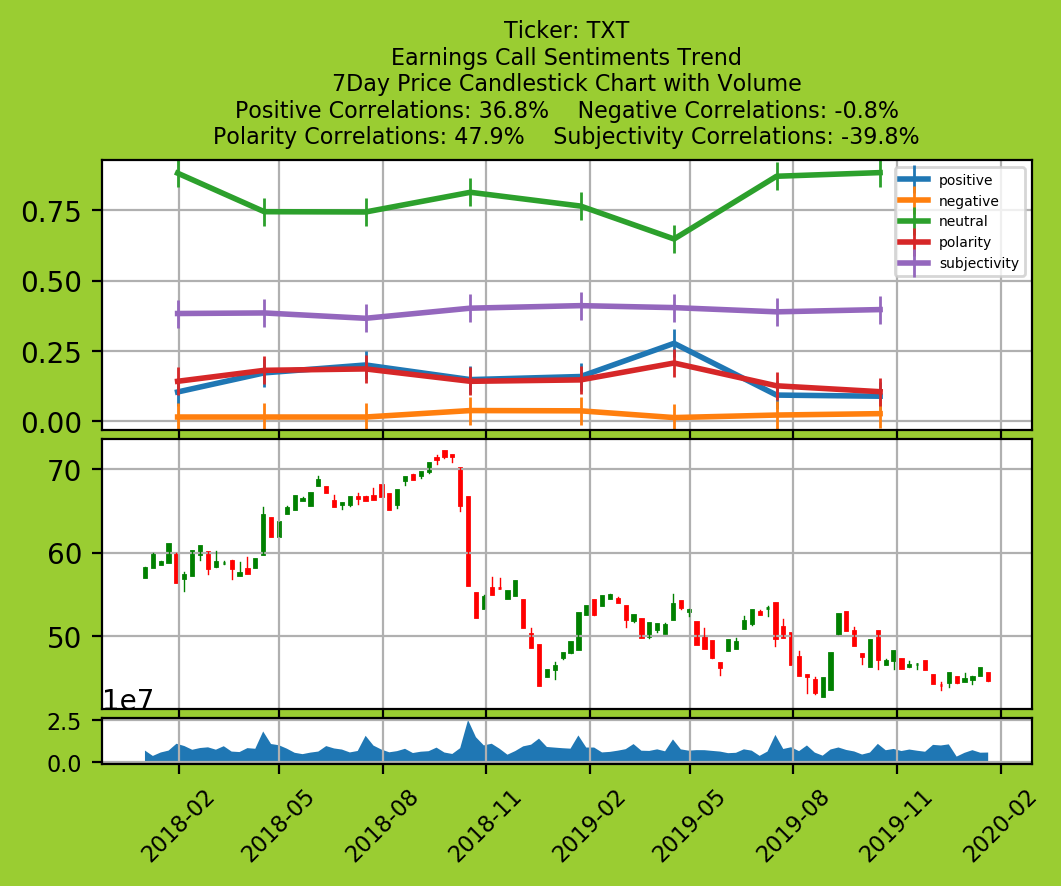 Ticker: TXT
Earnings Call Sentiments Trend
7Day Price Candlestick Chart with Volume
Positive Correlations: 36.8%    Negative Correlations: -0.8%
Polarity Correlations: 47.9%    Subjectivity Correlations: -39.8%
0.75
0.50
0.25
0.00
positive
negative
neutral
polarity
subjectivity
70
60
50
1e7
2.5
0.0
2018-02
2018-05
2018-08
2018-11
2019-02
2019-05
2019-08
2019-11
2020-02